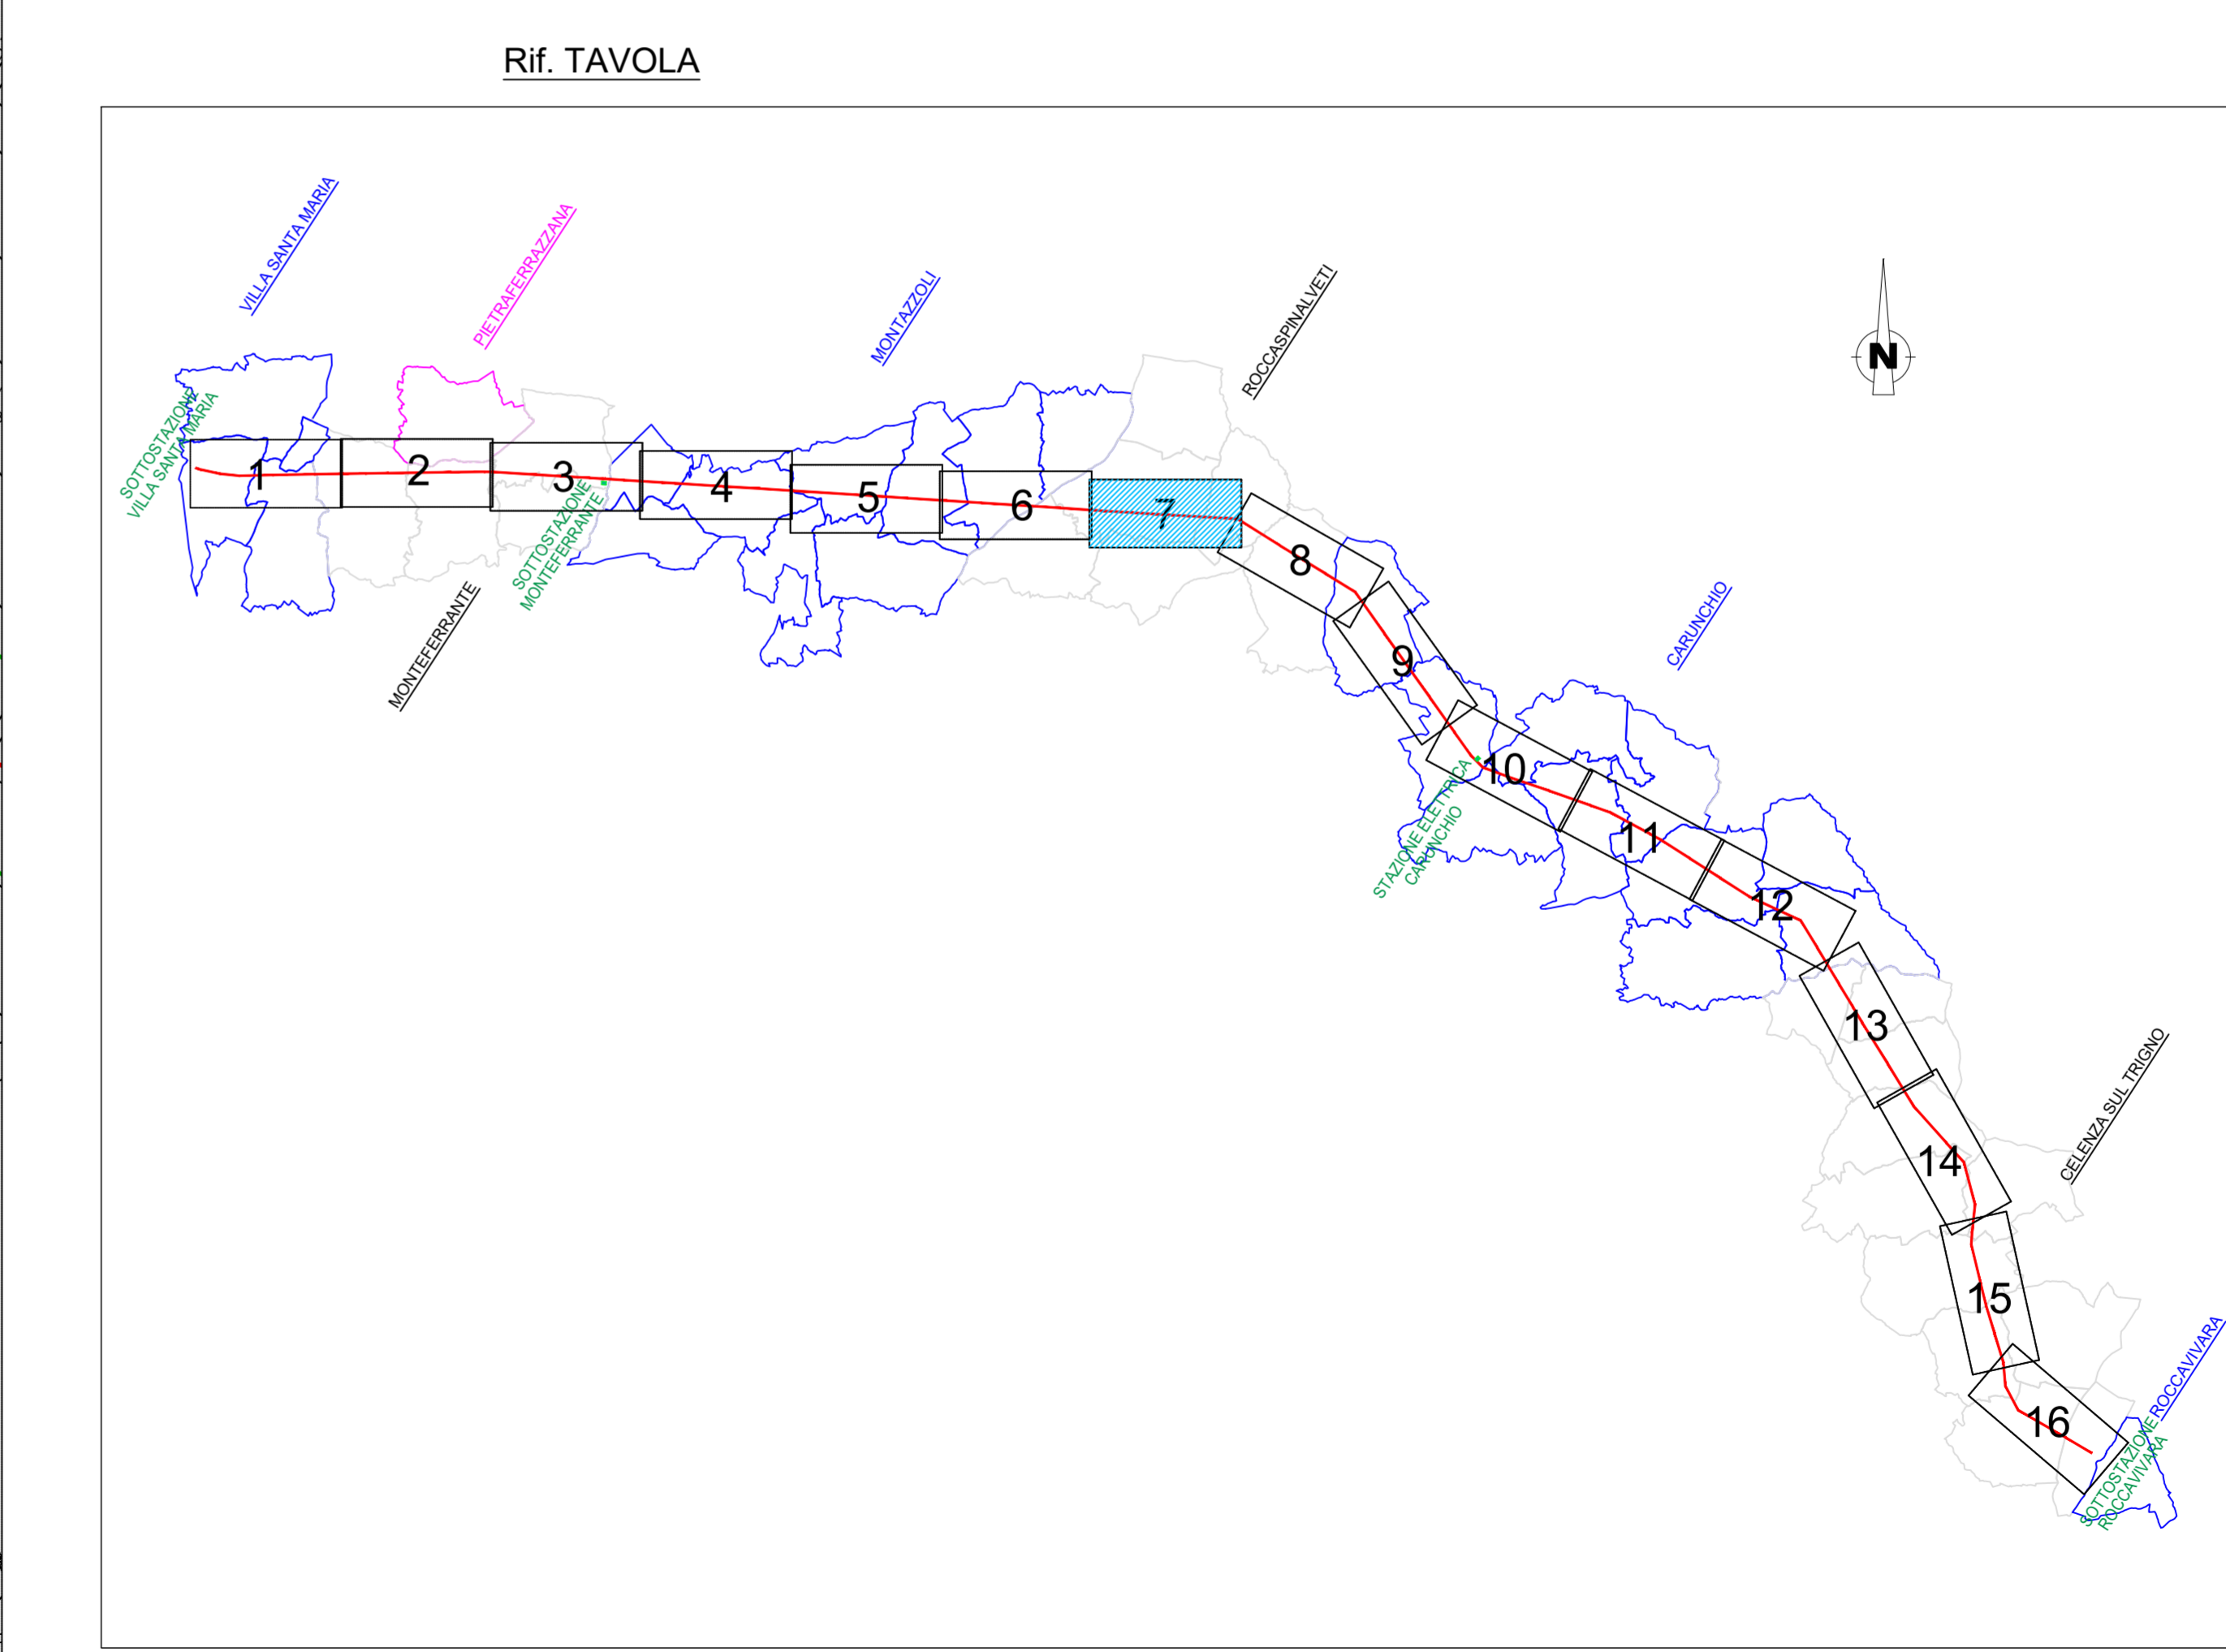 Rif. TAVOLA
VILLA SANTA MARIA
PIETRAFERRAZZANA
MONTAZZOLI
ROCCASPINALVETI
N
SOTTOSTAZIONE
VILLA SANTA MARIA
1
2
3
4
5
6
7
8
SOTTOSTAZIONE
MONTEFERRANTE
MONTEFERRANTE
CARUNCHIO
9
10
STAZIONE ELETTRICA
CARUNCHIO
11
12
13
CELENZA SUL TRIGNO
14
15
ROCCAVIVARA
16
SOTTOSTAZIONE
ROCCAVIVARA